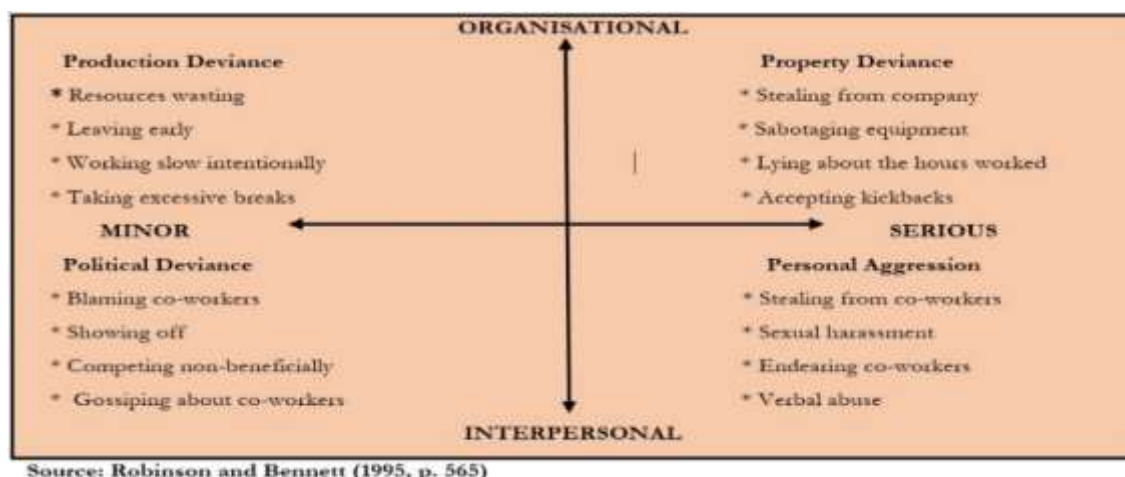 ORGANISATIONAL
Production Deviance
* Resources wasting
* Leaving early
* Working slow intentionally
* Taking excessive breaks
Property Deviance
* Stealing from company
* Sabotaging equipment
* Lying about the hours worked
* Accepting kickbacks
MINOR
SERIOUS
Political Deviance
* Blaming co-workers
* Showing off
* Competing non-beneficially
* Gossiping about co-workers
Personal Aggression
* Stealing from co-workers
* Sexual harassment
* Endearing co-workers
* Verbal abuse
INTERPERSONAL
Source: Robinson and Bennett (1995, p. 565)